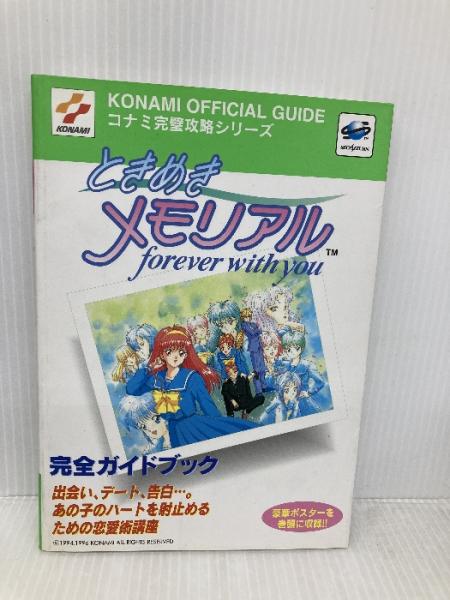 KONAMI
KONAMI OFFICIAL GUIDE
コナミ完璧攻略シリーズ
SEGA SATURN
ときめき
メモリアル™
forever with you
完全ガイドブック
出会い、デート、告白…。
あの子のハートを射止める
ための恋愛術講座
©1994,1996 KONAMI ALL RIGHTS RESERVED
豪華ポスターを
巻頭に収録!!